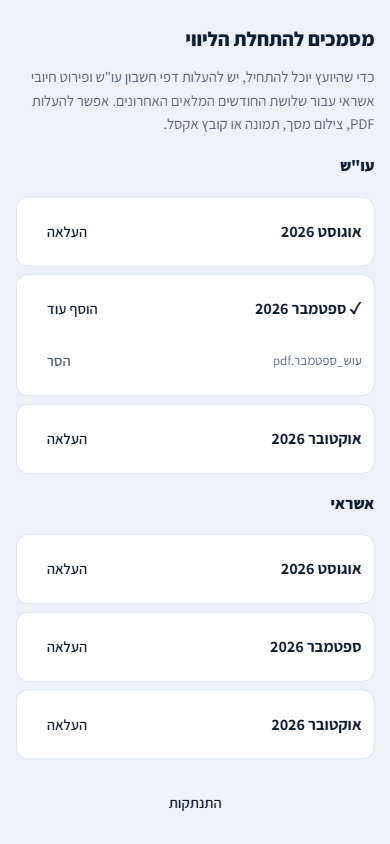 מסמכים להתחלת הליווי
כדי שהיועץ יוכל להתחיל, יש להעלות דפי חשבון עו"ש ופירוט חיובי
אשראי עבור שלושת החודשים המלאים האחרונים. אפשר להעלות
PDF, צילום מסך, תמונה או קובץ אקסל.
עו"ש
אוגוסט 2026
העלאה
✓ ספטמבר 2026
הוסף עוד
עוש_ספטמבר.pdf
הסר
אוקטובר 2026
העלאה
אשראי
אוגוסט 2026
העלאה
ספטמבר 2026
העלאה
אוקטובר 2026
העלאה
התנתקות